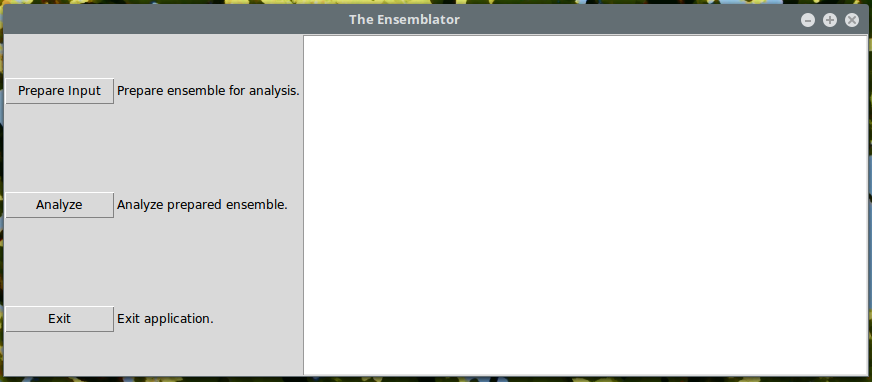 The Ensemblator
Prepare Input Prepare ensemble for analysis.
Analyze Analyze prepared ensemble.
Exit Exit application.